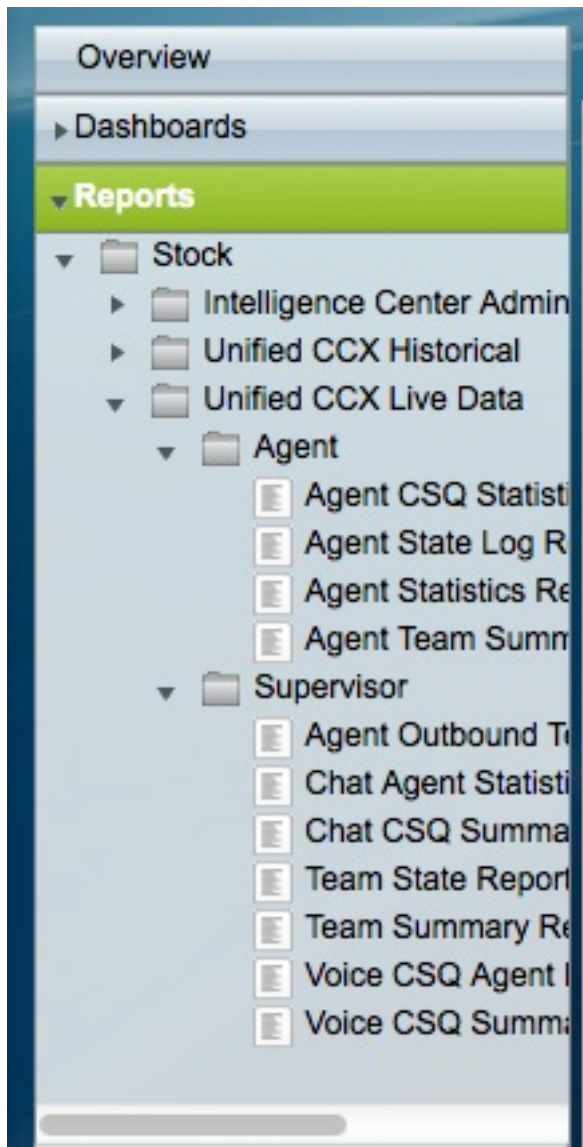 Overview
Dashboards
Reports
Stock
Intelligence Center Admin
Unified CCX Historical
Unified CCX Live Data
Agent
Agent CSQ Statisti
Agent State Log R
Agent Statistics Re
Agent Team Summ
Supervisor
Agent Outbound Te
Chat Agent Statisti
Chat CSQ Summa
Team State Report
Team Summary Re
Voice CSQ Agent
Voice CSQ Summa